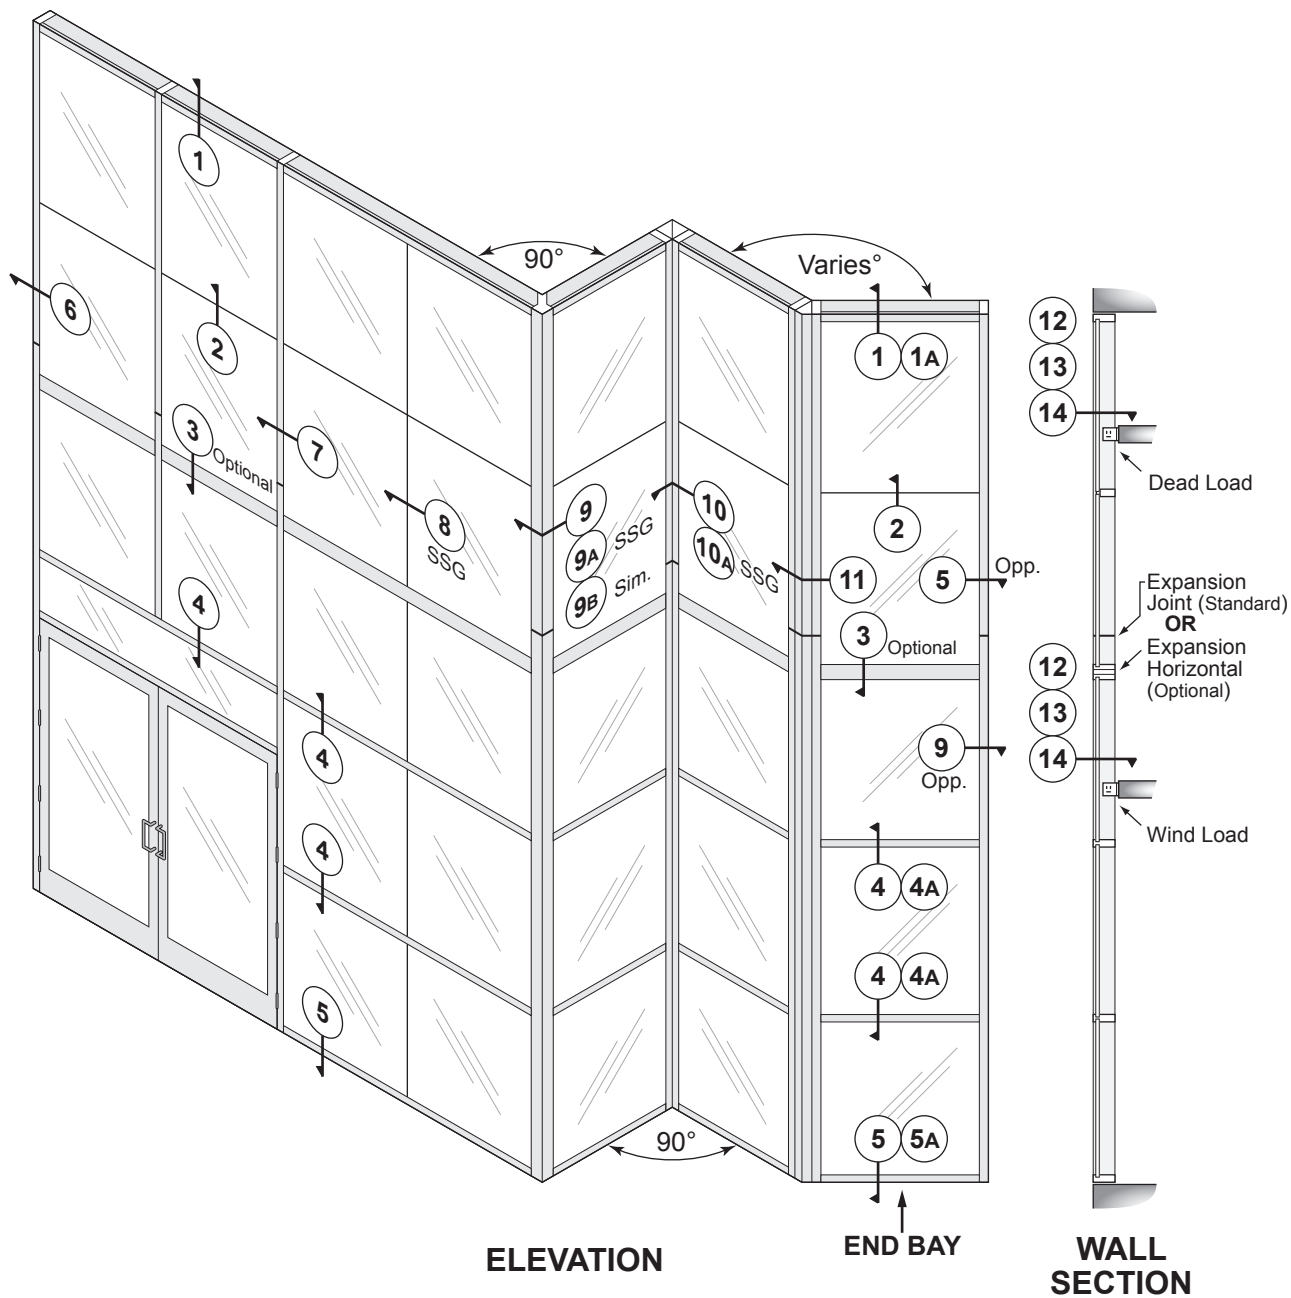 1
90°
Varies°
6
2
1
1A
12
13
14
Dead Load
3
Optional
7
8
SSG
9
9A
SSG
9B
Sim.
10
10A
SSG
11
2
5
Opp.
3
Optional
Expansion
Joint (Standard)
OR
Expansion
Horizontal
(Optional)
12
13
14
Wind Load
4
4
4
5
9
Opp.
4
4A
4
4A
5
5A
90°
END BAY
ELEVATION
WALL
SECTION